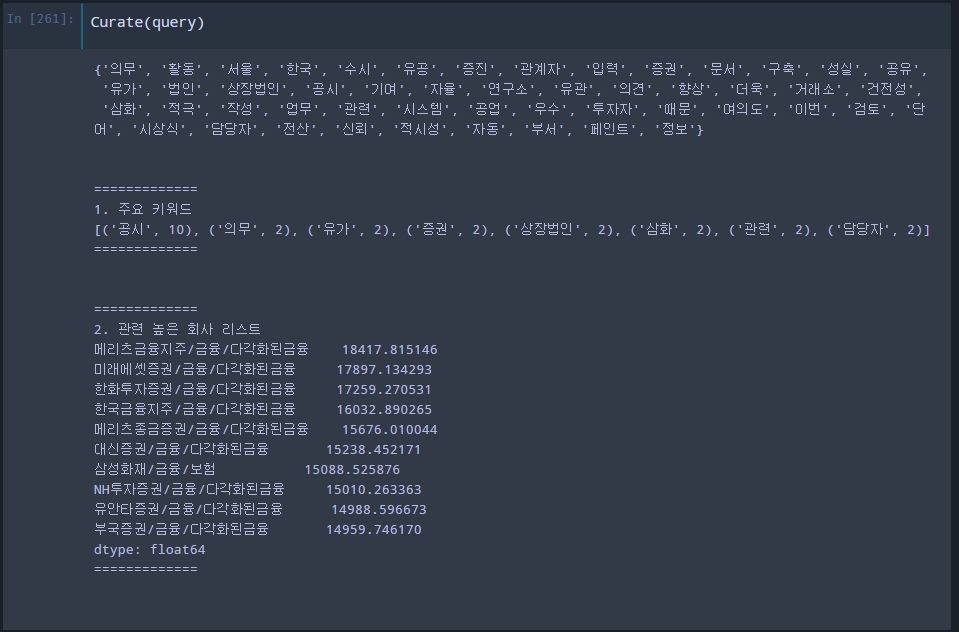 In [261]:
Curate(query)
{'의무', '활동', '서울', '한국', '수시', '유공', '증진', '관계자', '입력', '증권', '문서', '구축', '성실', '공유',
'유가', '법인', '상장법인', '공시', '기며', '자율', '연구소', '유관', '의견', '향상', '더욱', '거래소', '건전성',
'삼화', '적극', '작성', '업무', '관련', '시스템', '공업', '우수', '투자자', '때문', '여의도', '이번', '검토', '단
어', '시상식', '담당자', '전산', '신뢰', '적시성', '자동', '부서', '페인트', '정보'}
=============
1. 주요 키워드
[('공시', 10), ('의무', 2), ('유가', 2), ('증권', 2), ('상장법인', 2), ('삼화', 2), ('관련', 2), ('담당자', 2)]
=============
=============
2. 관련 높은 회사 리스트
메리츠금융지주/금융/다각화된금융 18417.815146
미래에셋증권/금융/다각화된금융 17897.134293
한화투자증권/금융/다각화된금융 17259.270531
한국금융지주/금융/다각화된금융 16032.890265
메리츠종금증권/금융/다각화된금융 15676.010044
대신증권/금융/다각화된금융 15238.452171
삼성화재/금융/보험 15088.525876
NH투자증권/금융/다각화된금융 15010.263363
유안타증권/금융/다각화된금융 14988.596673
부국증권/금융/다각화된금융 14959.746170
dtype: float64
=============